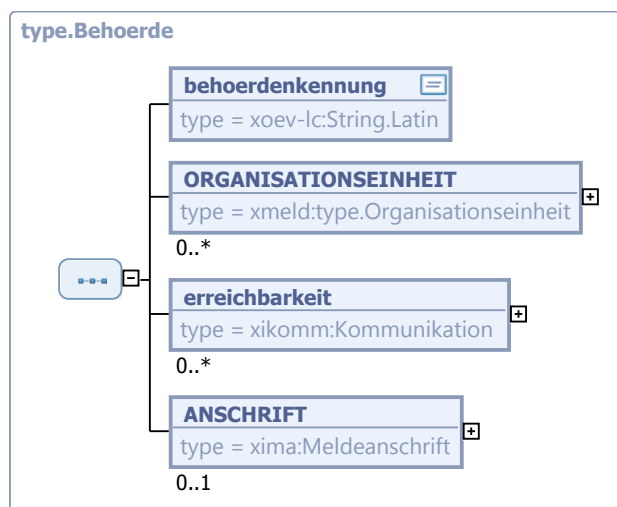 type.Behoerde
behoerdenkennung
type = xoev-lc:String.Latin
ORGANISATIONSEINHEIT
type = xmeld:type.Organisationseinheit
0..*
erreichbarkeit
type = xikomm:Kommunikation
0..*
ANSCHRIFT
type = xima:Meldeanschrift
0..1